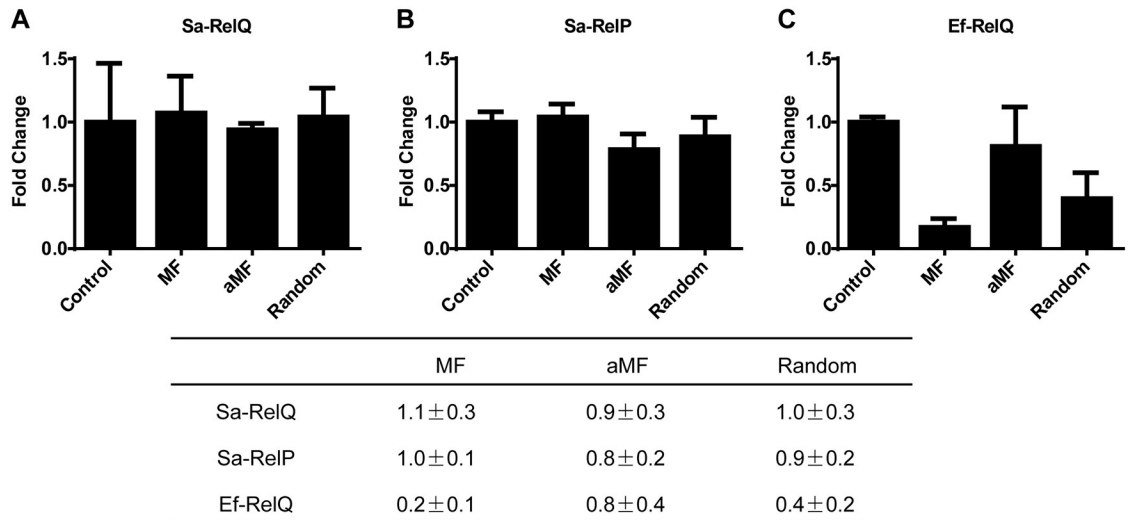 A
Sa-RelQ
Fold Change
1.5
1.0
0.5
0.0
Control
MF
aMF
Random
B
Sa-RelP
Fold Change
1.5
1.0
0.5
0.0
Control
MF
aMF
Random
C
Ef-RelQ
Fold Change
1.5
1.0
0.5
0.0
Control
MF
aMF
Random
MF aMF Random
Sa-RelQ 1.1±0.3 0.9±0.3 1.0±0.3
Sa-RelP 1.0±0.1 0.8±0.2 0.9±0.2
Ef-RelQ 0.2±0.1 0.8±0.4 0.4±0.2